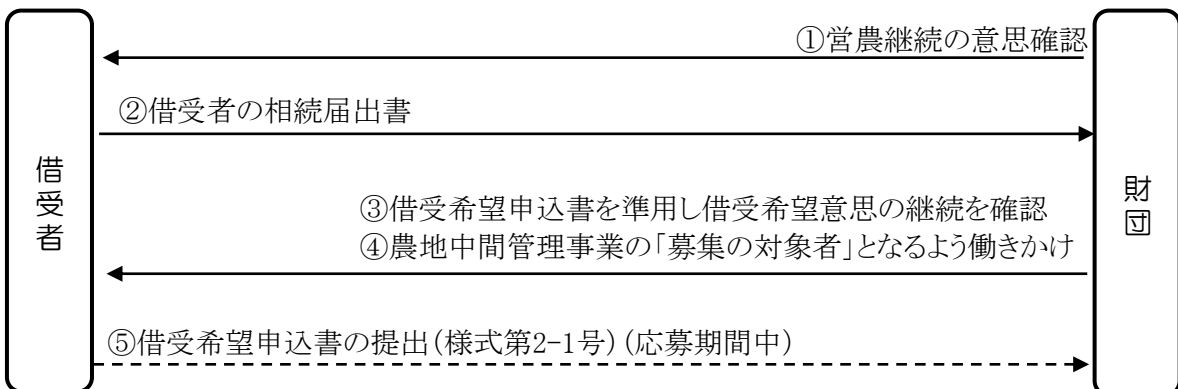 ①営農継続の意思確認
②借受者の相続届出書
借受者
財団
③借受希望申込書を準用し借受希望意思の継続を確認
④農地中間管理事業の「募集の対象者」となるよう働きかけ
⑤借受希望申込書の提出(様式第2-1号)(応募期間中)